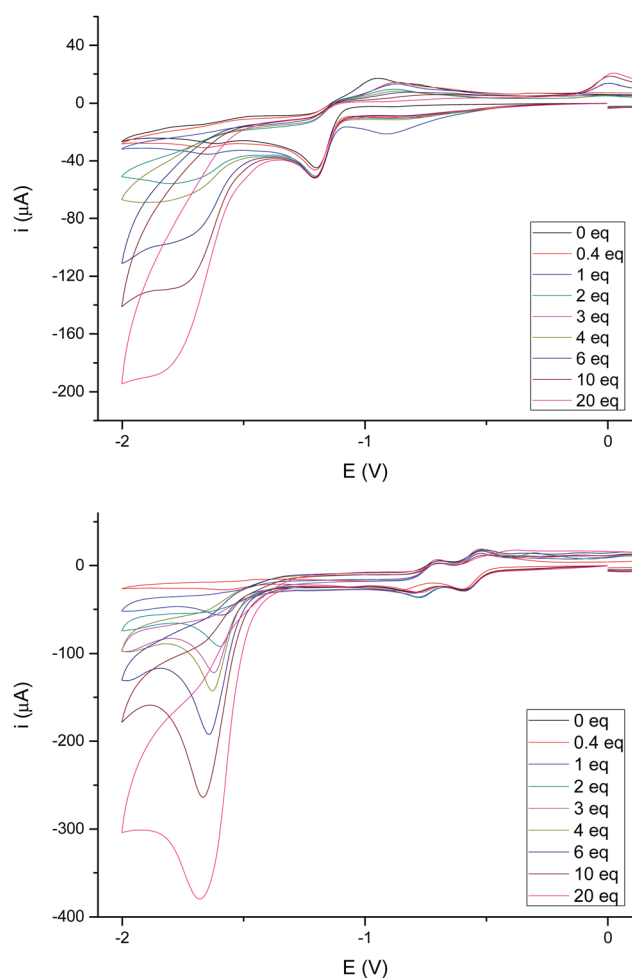 40
0
-40
-80
-120
-160
-200
i (µA)
0 eq
0.4 eq
1 eq
2 eq
3 eq
4 eq
6 eq
10 eq
20 eq
-2
-1
0
E (V)
0
-100
-200
-300
-400
i (µA)
0 eq
0.4 eq
1 eq
2 eq
3 eq
4 eq
6 eq
10 eq
20 eq
-2
-1
0
E (V)